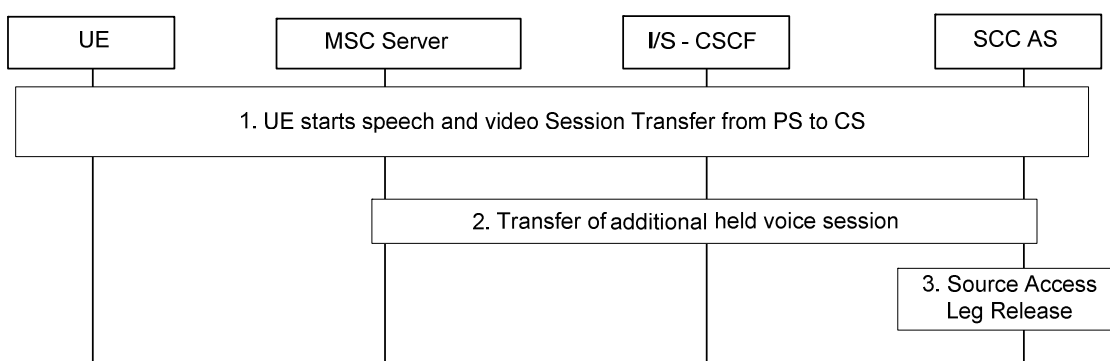 UE
MSC Server
I/S - CSCF
SCC AS
1. UE starts speech and video Session Transfer from PS to CS
2. Transfer of additional held voice session
3. Source Access
Leg Release